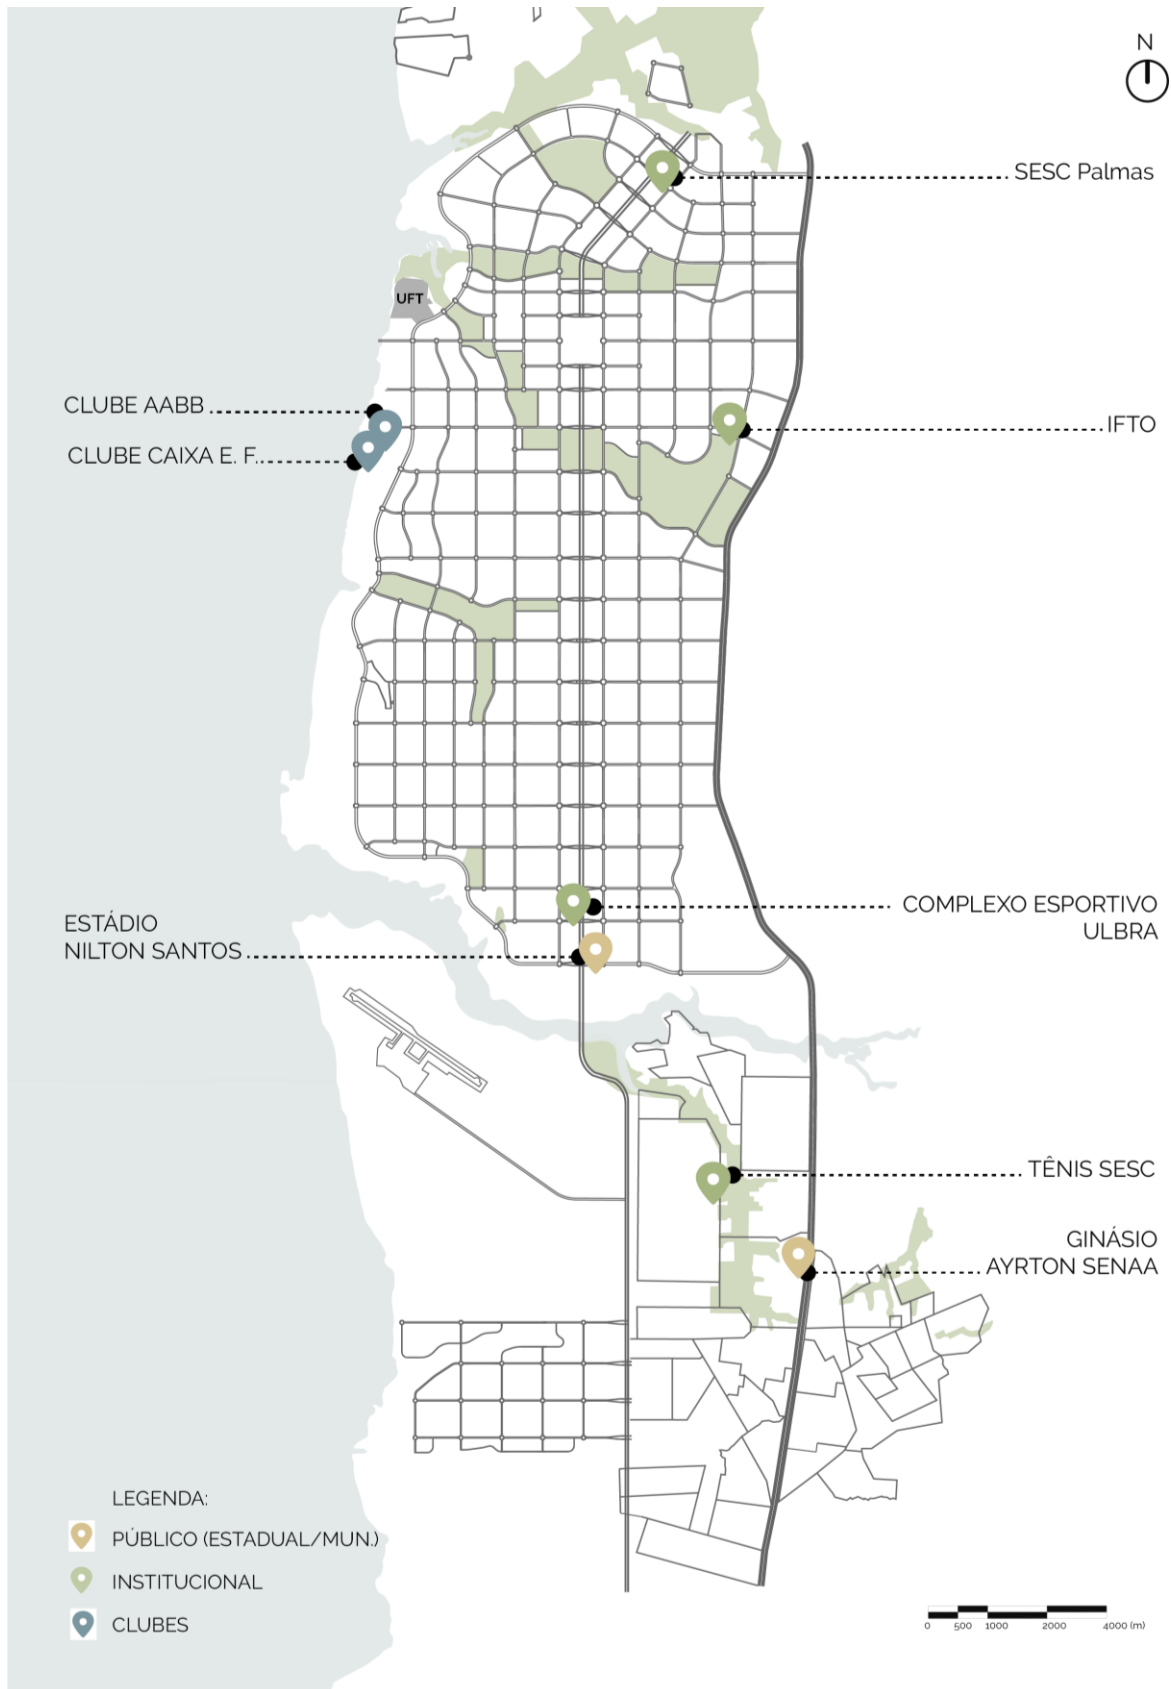 N
SESC Palmas
UFT
CLUBE AABB
IFTO
CLUBE CAIXA E. F.
COMPLEXO ESPORTIVO
ULBRA
ESTÁDIO
NILTON SANTOS
TÊNIS SESC
GINÁSIO
AYRTON SENAA
LEGENDA:
PÚBLICO (ESTADUAL/MUN.)
INSTITUCIONAL
CLUBES
0 500 1000 2000 4000 (m)